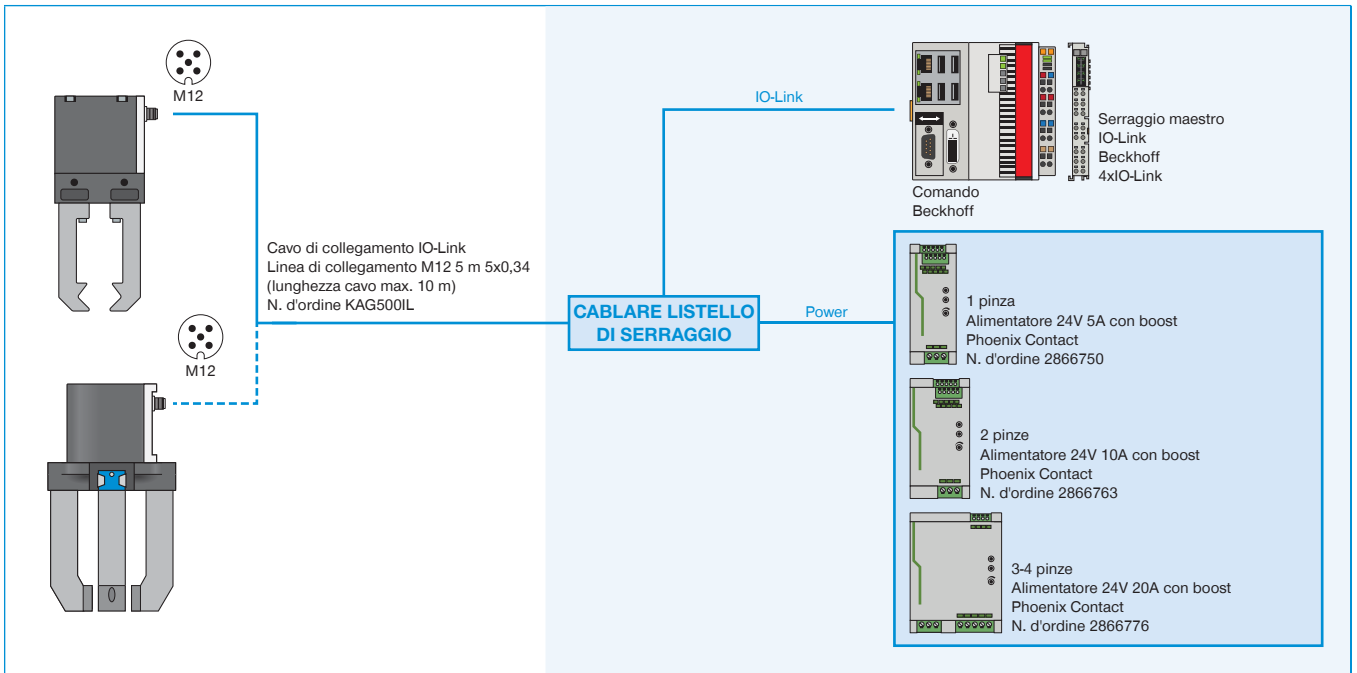 M12
IO-Link
Serraggio maestro
IO-Link
Beckhoff
4xIO-Link
Comando
Beckhoff
Cavo di collegamento IO-Link
Linea di collegamento M12 5 m 5x0,34
(lunghezza cavo max. 10 m)
N. d'ordine KAG500IL
M12
CABLARE LISTELLO
DI SERRAGGIO
Power
1 pinza
Alimentatore 24V 5A con boost
Phoenix Contact
N. d'ordine 2866750
2 pinze
Alimentatore 24V 10A con boost
Phoenix Contact
N. d'ordine 2866763
3-4 pinze
Alimentatore 24V 20A con boost
Phoenix Contact
N. d'ordine 2866776